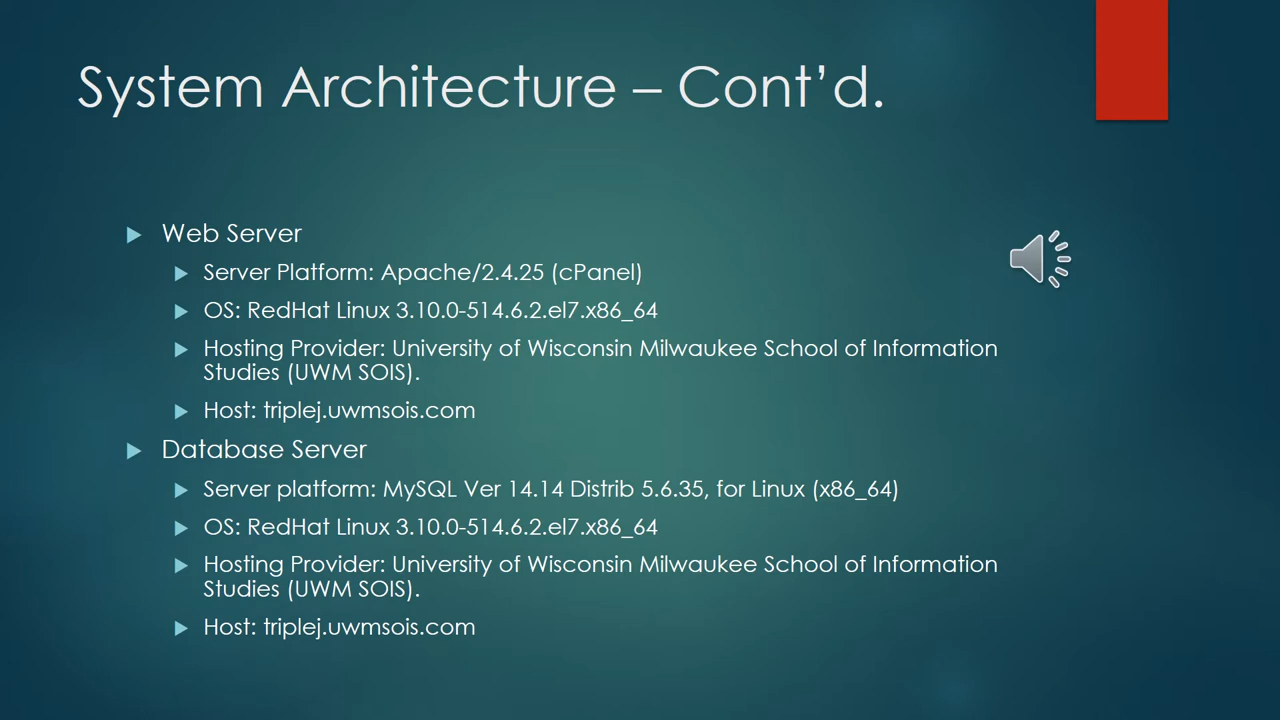 System Architecture – Cont’d.
Web Server
Server Platform: Apache/2.4.25 (cPanel)
OS: RedHat Linux 3.10.0-514.6.2.el7.x86_64
Hosting Provider: University of Wisconsin Milwaukee School of Information
Studies (UWM SOIS).
Host: triplej.uwmsois.com
Database Server
Server platform: MySQL Ver 14.14 Distrib 5.6.35, for Linux (x86_64)
OS: RedHat Linux 3.10.0-514.6.2.el7.x86_64
Hosting Provider: University of Wisconsin Milwaukee School of Information
Studies (UWM SOIS).
Host: triplej.uwmsois.com